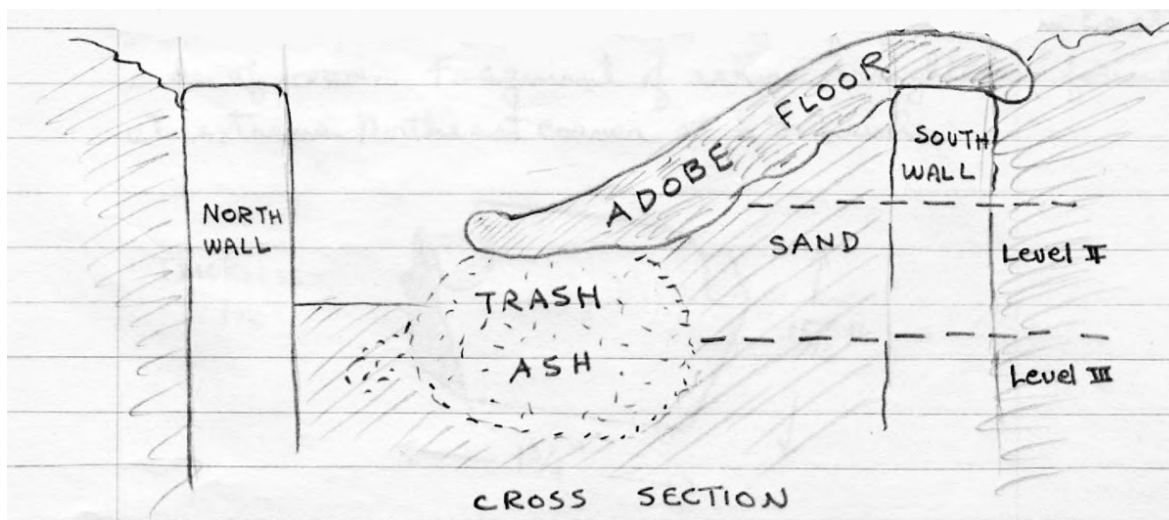 ADOBE FLOOR
SOUTH
WALL
NORTH
WALL
SAND
Level II
TRASH
ASH
Level III
CROSS SECTION